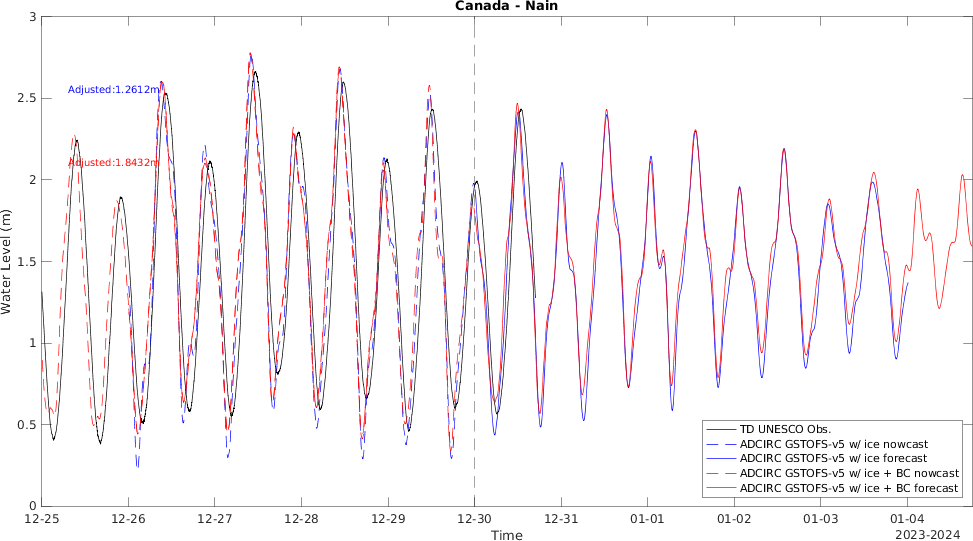 Canada - Nain
3
2.5
2
1.5
1
0.5
0
Water Level (m)
Adjusted:1.2612m
Adjusted:1.8432m
TD UNESCO Obs.
ADCIRC GSTOFS-v5 w/ ice nowcast
ADCIRC GSTOFS-v5 w/ ice forecast
ADCIRC GSTOFS-v5 w/ ice + BC nowcast
ADCIRC GSTOFS-v5 w/ ice + BC forecast
12-25 12-26 12-27 12-28 12-29 12-30 12-31 01-01 01-02 01-03 01-04
Time
2023-2024